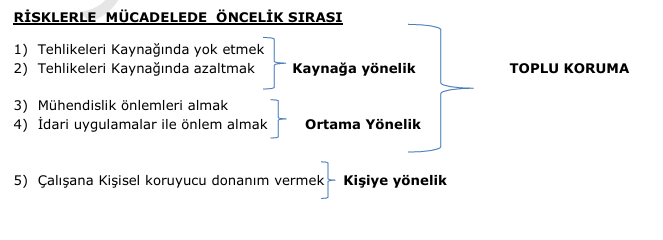 RİSKLERLE MÜCADELEDE ÖNCELİK SIRASI
1) Tehlikeleri Kaynağında yok etmek
2) Tehlikeleri Kaynağında azaltmak Kaynağa yönelik TOPLU KORUMA
3) Mühendislik önlemleri almak
4) İdari uygulamalar ile önlem almak Ortama Yönelik
5) Çalışana Kişisel koruyucu donanım vermek Kişiye yönelik